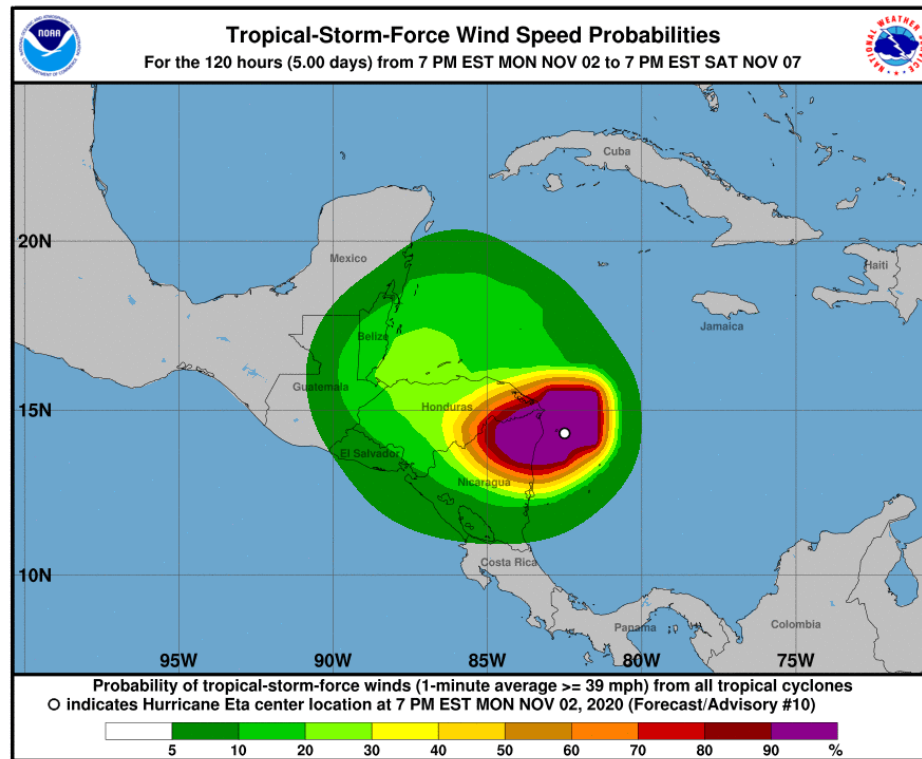 NOAA
Tropical-Storm-Force Wind Speed Probabilities
For the 120 hours (5.00 days) from 7 PM EST MON NOV 02 to 7 PM EST SAT NOV 07
Cuba
20N
Mexico
Haiti
Jamaica
Belize
Guatemala
15N
Honduras
El Salvador
Nicaragua
10N
Costa Rica
Panama
Colombia
95W 90W 85W 80W 75W
Probability of tropical-storm-force winds (1-minute average >= 39 mph) from all tropical cyclones
indicates Hurricane Eta center location at 7 PM EST MON NOV 02, 2020 (Forecast/Advisory #10)
5 10 20 30 40 50 60 70 80 90 %